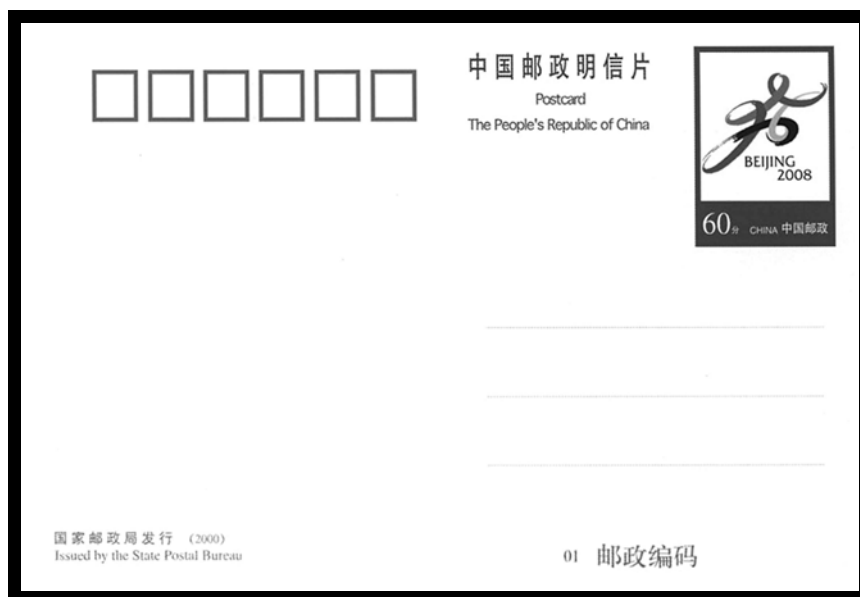 中国邮政明信片
Postcard
The People's Republic of China
BEIJING
2008
60分 CHINA 中国邮政
国家邮政局发行 (2000)
Issued by the State Postal Bureau
01 邮政编码